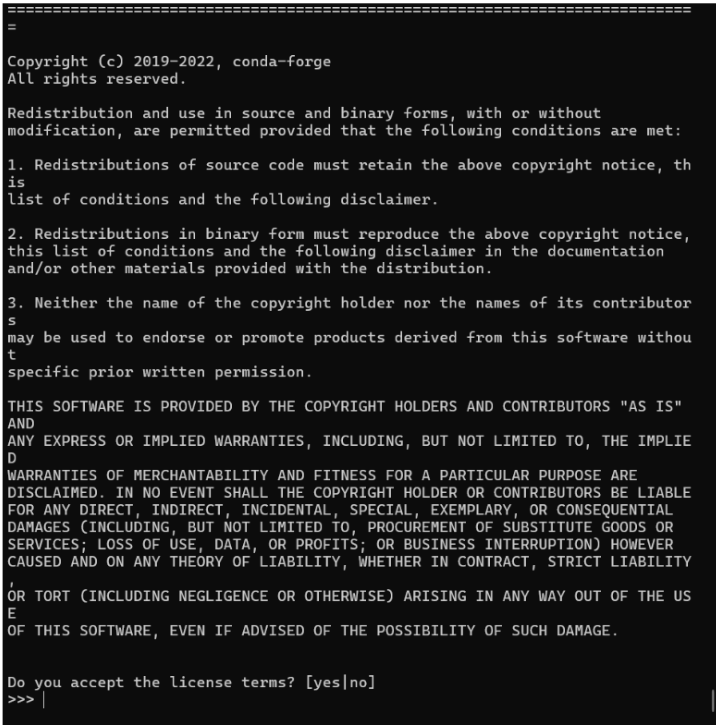 ============================================================================
=
Copyright (c) 2019-2022, conda-forge
All rights reserved.
Redistribution and use in source and binary forms, with or without
modification, are permitted provided that the following conditions are met:
1. Redistributions of source code must retain the above copyright notice, th
is
list of conditions and the following disclaimer.
2. Redistributions in binary form must reproduce the above copyright notice,
this list of conditions and the following disclaimer in the documentation
and/or other materials provided with the distribution.
3. Neither the name of the copyright holder nor the names of its contributor
s
may be used to endorse or promote products derived from this software withou
t
specific prior written permission.
THIS SOFTWARE IS PROVIDED BY THE COPYRIGHT HOLDERS AND CONTRIBUTORS "AS IS"
AND
ANY EXPRESS OR IMPLIED WARRANTIES, INCLUDING, BUT NOT LIMITED TO, THE IMPLIE
D
WARRANTIES OF MERCHANTABILITY AND FITNESS FOR A PARTICULAR PURPOSE ARE
DISCLAIMED. IN NO EVENT SHALL THE COPYRIGHT HOLDER OR CONTRIBUTORS BE LIABLE
FOR ANY DIRECT, INDIRECT, INCIDENTAL, SPECIAL, EXEMPLARY, OR CONSEQUENTIAL
DAMAGES (INCLUDING, BUT NOT LIMITED TO, PROCUREMENT OF SUBSTITUTE GOODS OR
SERVICES; LOSS OF USE, DATA, OR PROFITS; OR BUSINESS INTERRUPTION) HOWEVER
CAUSED AND ON ANY THEORY OF LIABILITY, WHETHER IN CONTRACT, STRICT LIABILITY
,
OR TORT (INCLUDING NEGLIGENCE OR OTHERWISE) ARISING IN ANY WAY OUT OF THE US
E
OF THIS SOFTWARE, EVEN IF ADVISED OF THE POSSIBILITY OF SUCH DAMAGE.
Do you accept the license terms? [yes|no]
>>>